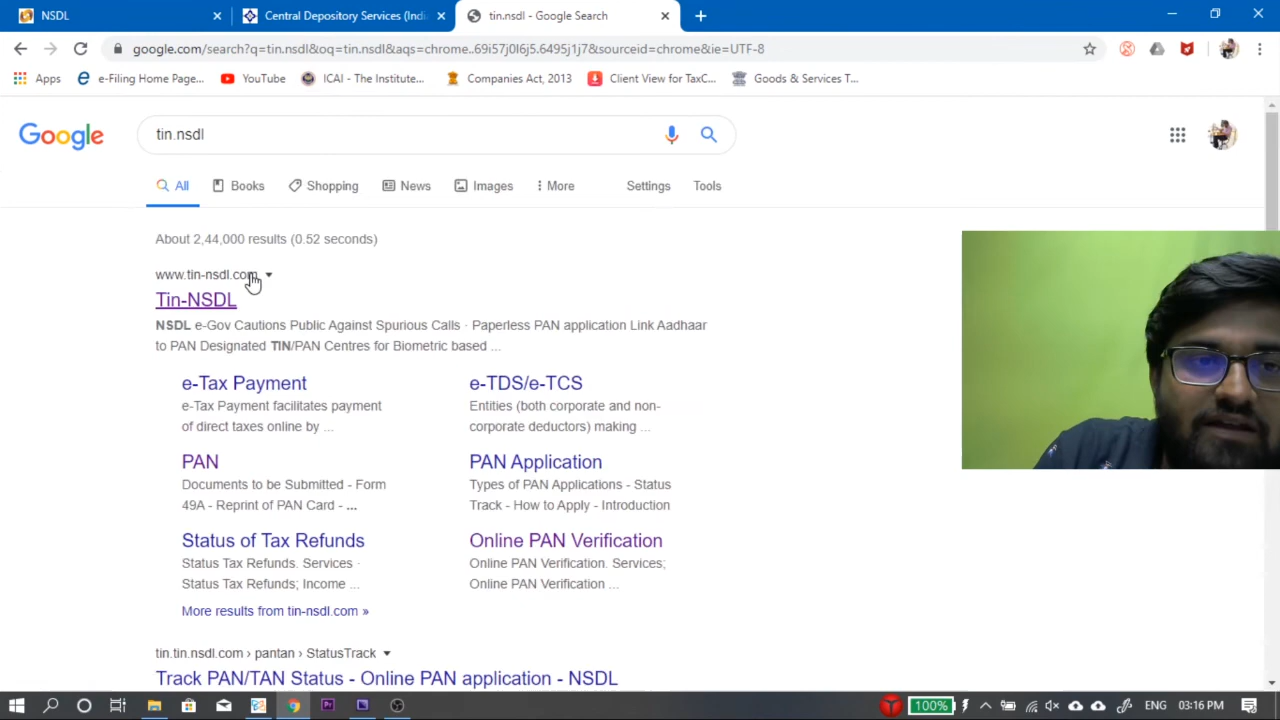 NSDL
Central Depository Services (Indi
tin.nsdl - Google Search
google.com/search?q=tin.nsdl&oq=tin.nsdl&aqs=chrome..69i57j0l6j5.6495j1j7&sourceid=chrome&ie=UTF-8
Apps
e-Filing Home Page...
YouTube
ICAI - The Institute...
Companies Act, 2013
Client View for TaxC...
Goods & Services T...
Google
tin.nsdl
All
Books
Shopping
News
Images
More
Settings
Tools
About 2,44,000 results (0.52 seconds)
www.tin-nsdl.com
Tin-NSDL
NSDL e-Gov Cautions Public Against Spurious Calls · Paperless PAN application Link Aadhaar
to PAN Designated TIN/PAN Centres for Biometric based ...
e-Tax Payment
e-Tax Payment facilitates payment
of direct taxes online by ...
e-TDS/e-TCS
Entities (both corporate and non-
corporate deductors) making ...
PAN
Documents to be Submitted - Form
49A - Reprint of PAN Card - ...
PAN Application
Types of PAN Applications - Status
Track - How to Apply - Introduction
Status of Tax Refunds
Status Tax Refunds. Services ·
Status Tax Refunds; Income ...
Online PAN Verification
Online PAN Verification. Services;
Online PAN Verification ...
More results from tin-nsdl.com »
tin.tin.nsdl.com › pantan › StatusTrack
Track PAN/TAN Status - Online PAN application - NSDL
100%
ENG
03:16 PM